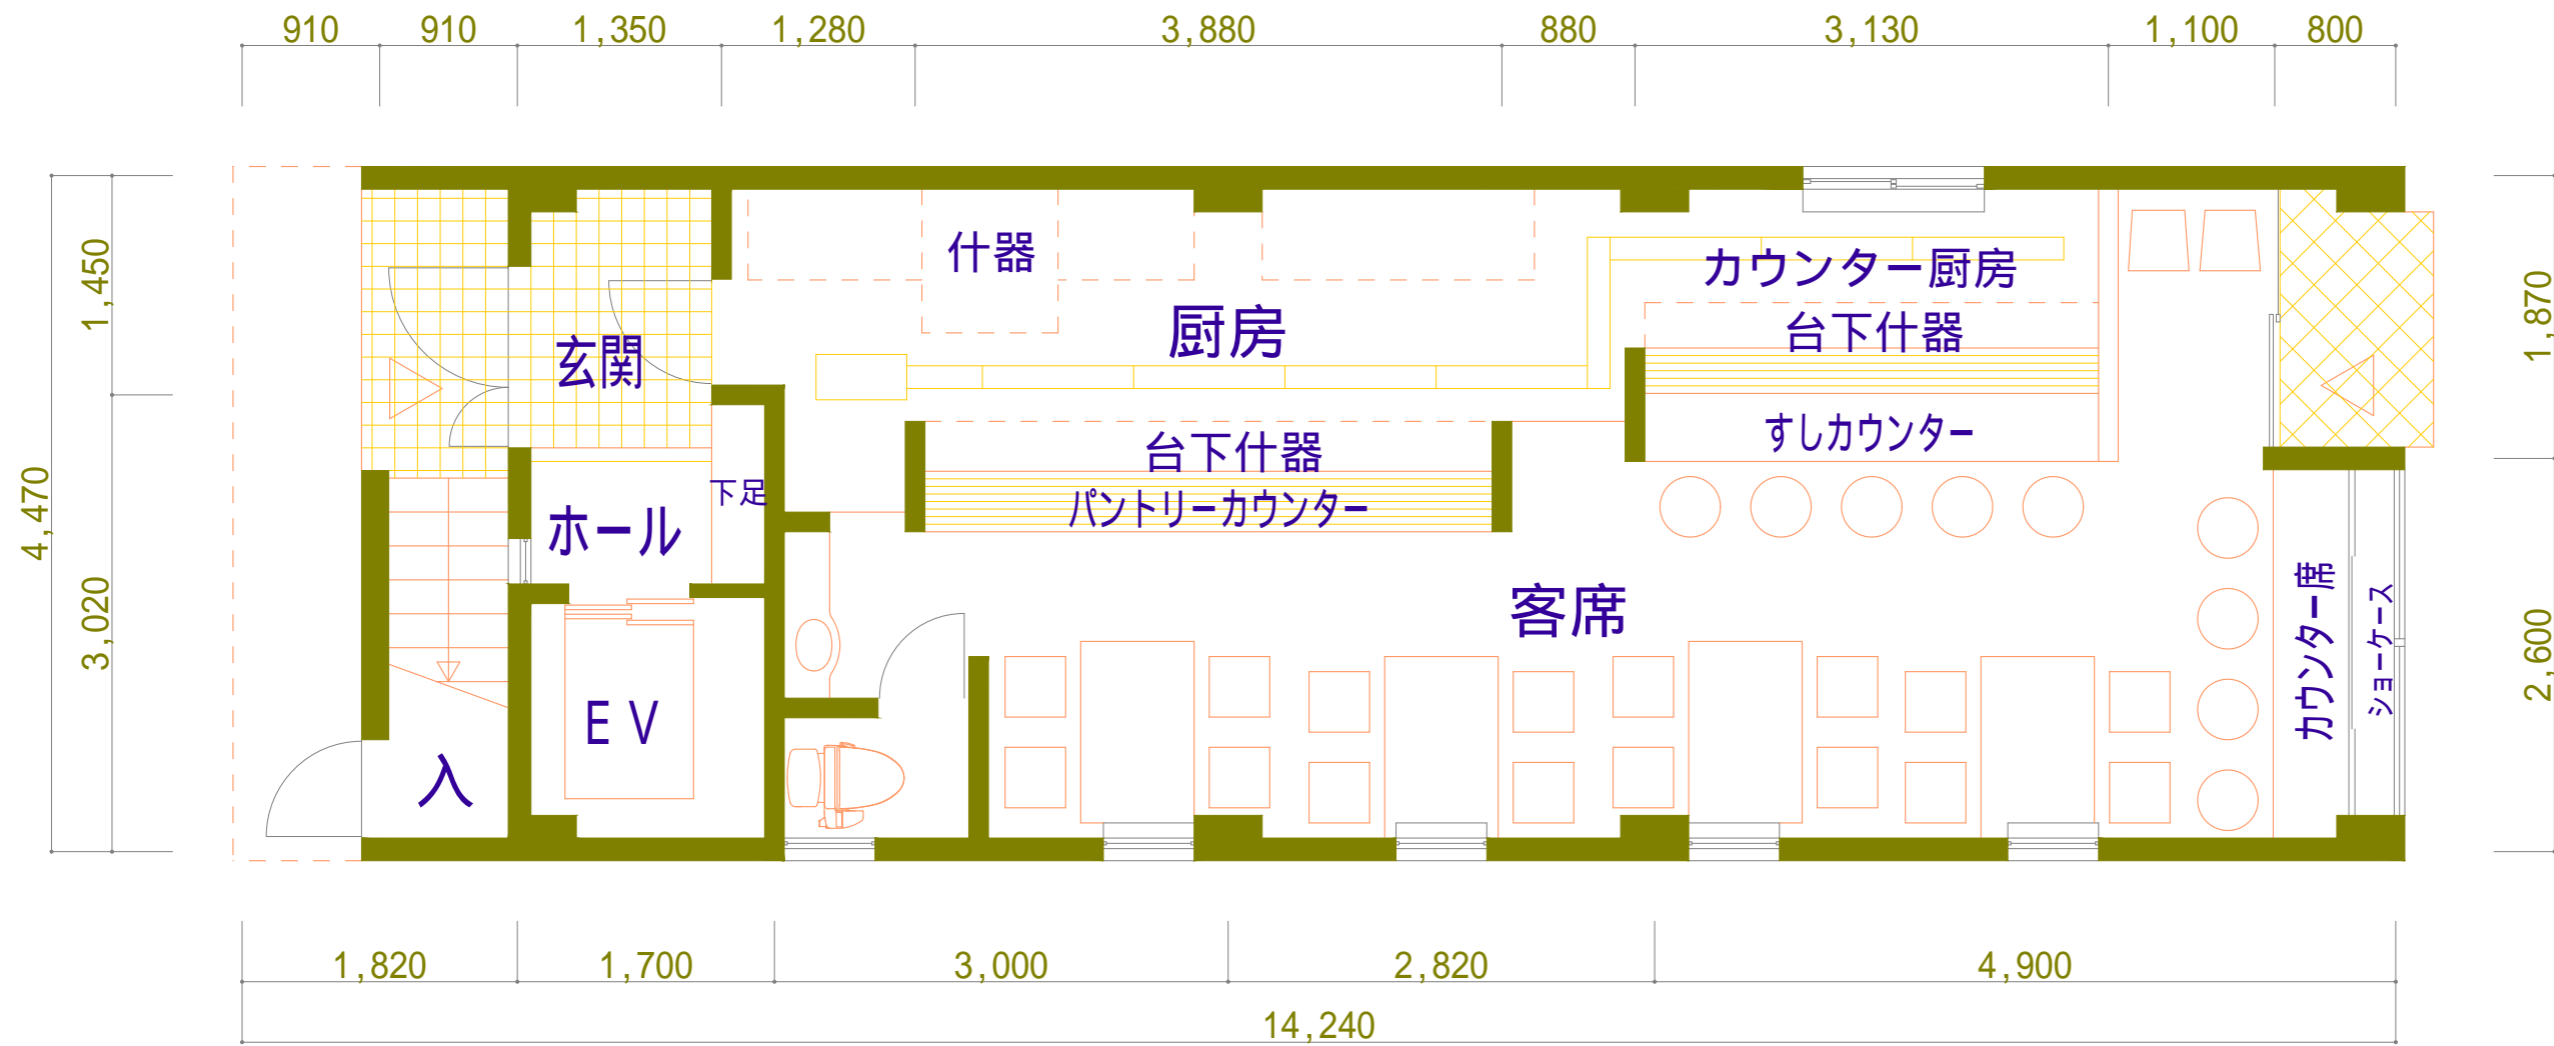 910 910 1,350 1,280 3,880 880 3,130 1,100 800
1,450
3,020
4,470
什器
厨房
カウンター厨房
台下什器
すしカウンター
玄関
台下什器
パントリーカウンター
下足
ホール
客席
EV
入
カウンター席
ショーケース
1,870
2,600
1,820 1,700 3,000 2,820 4,900
14,240